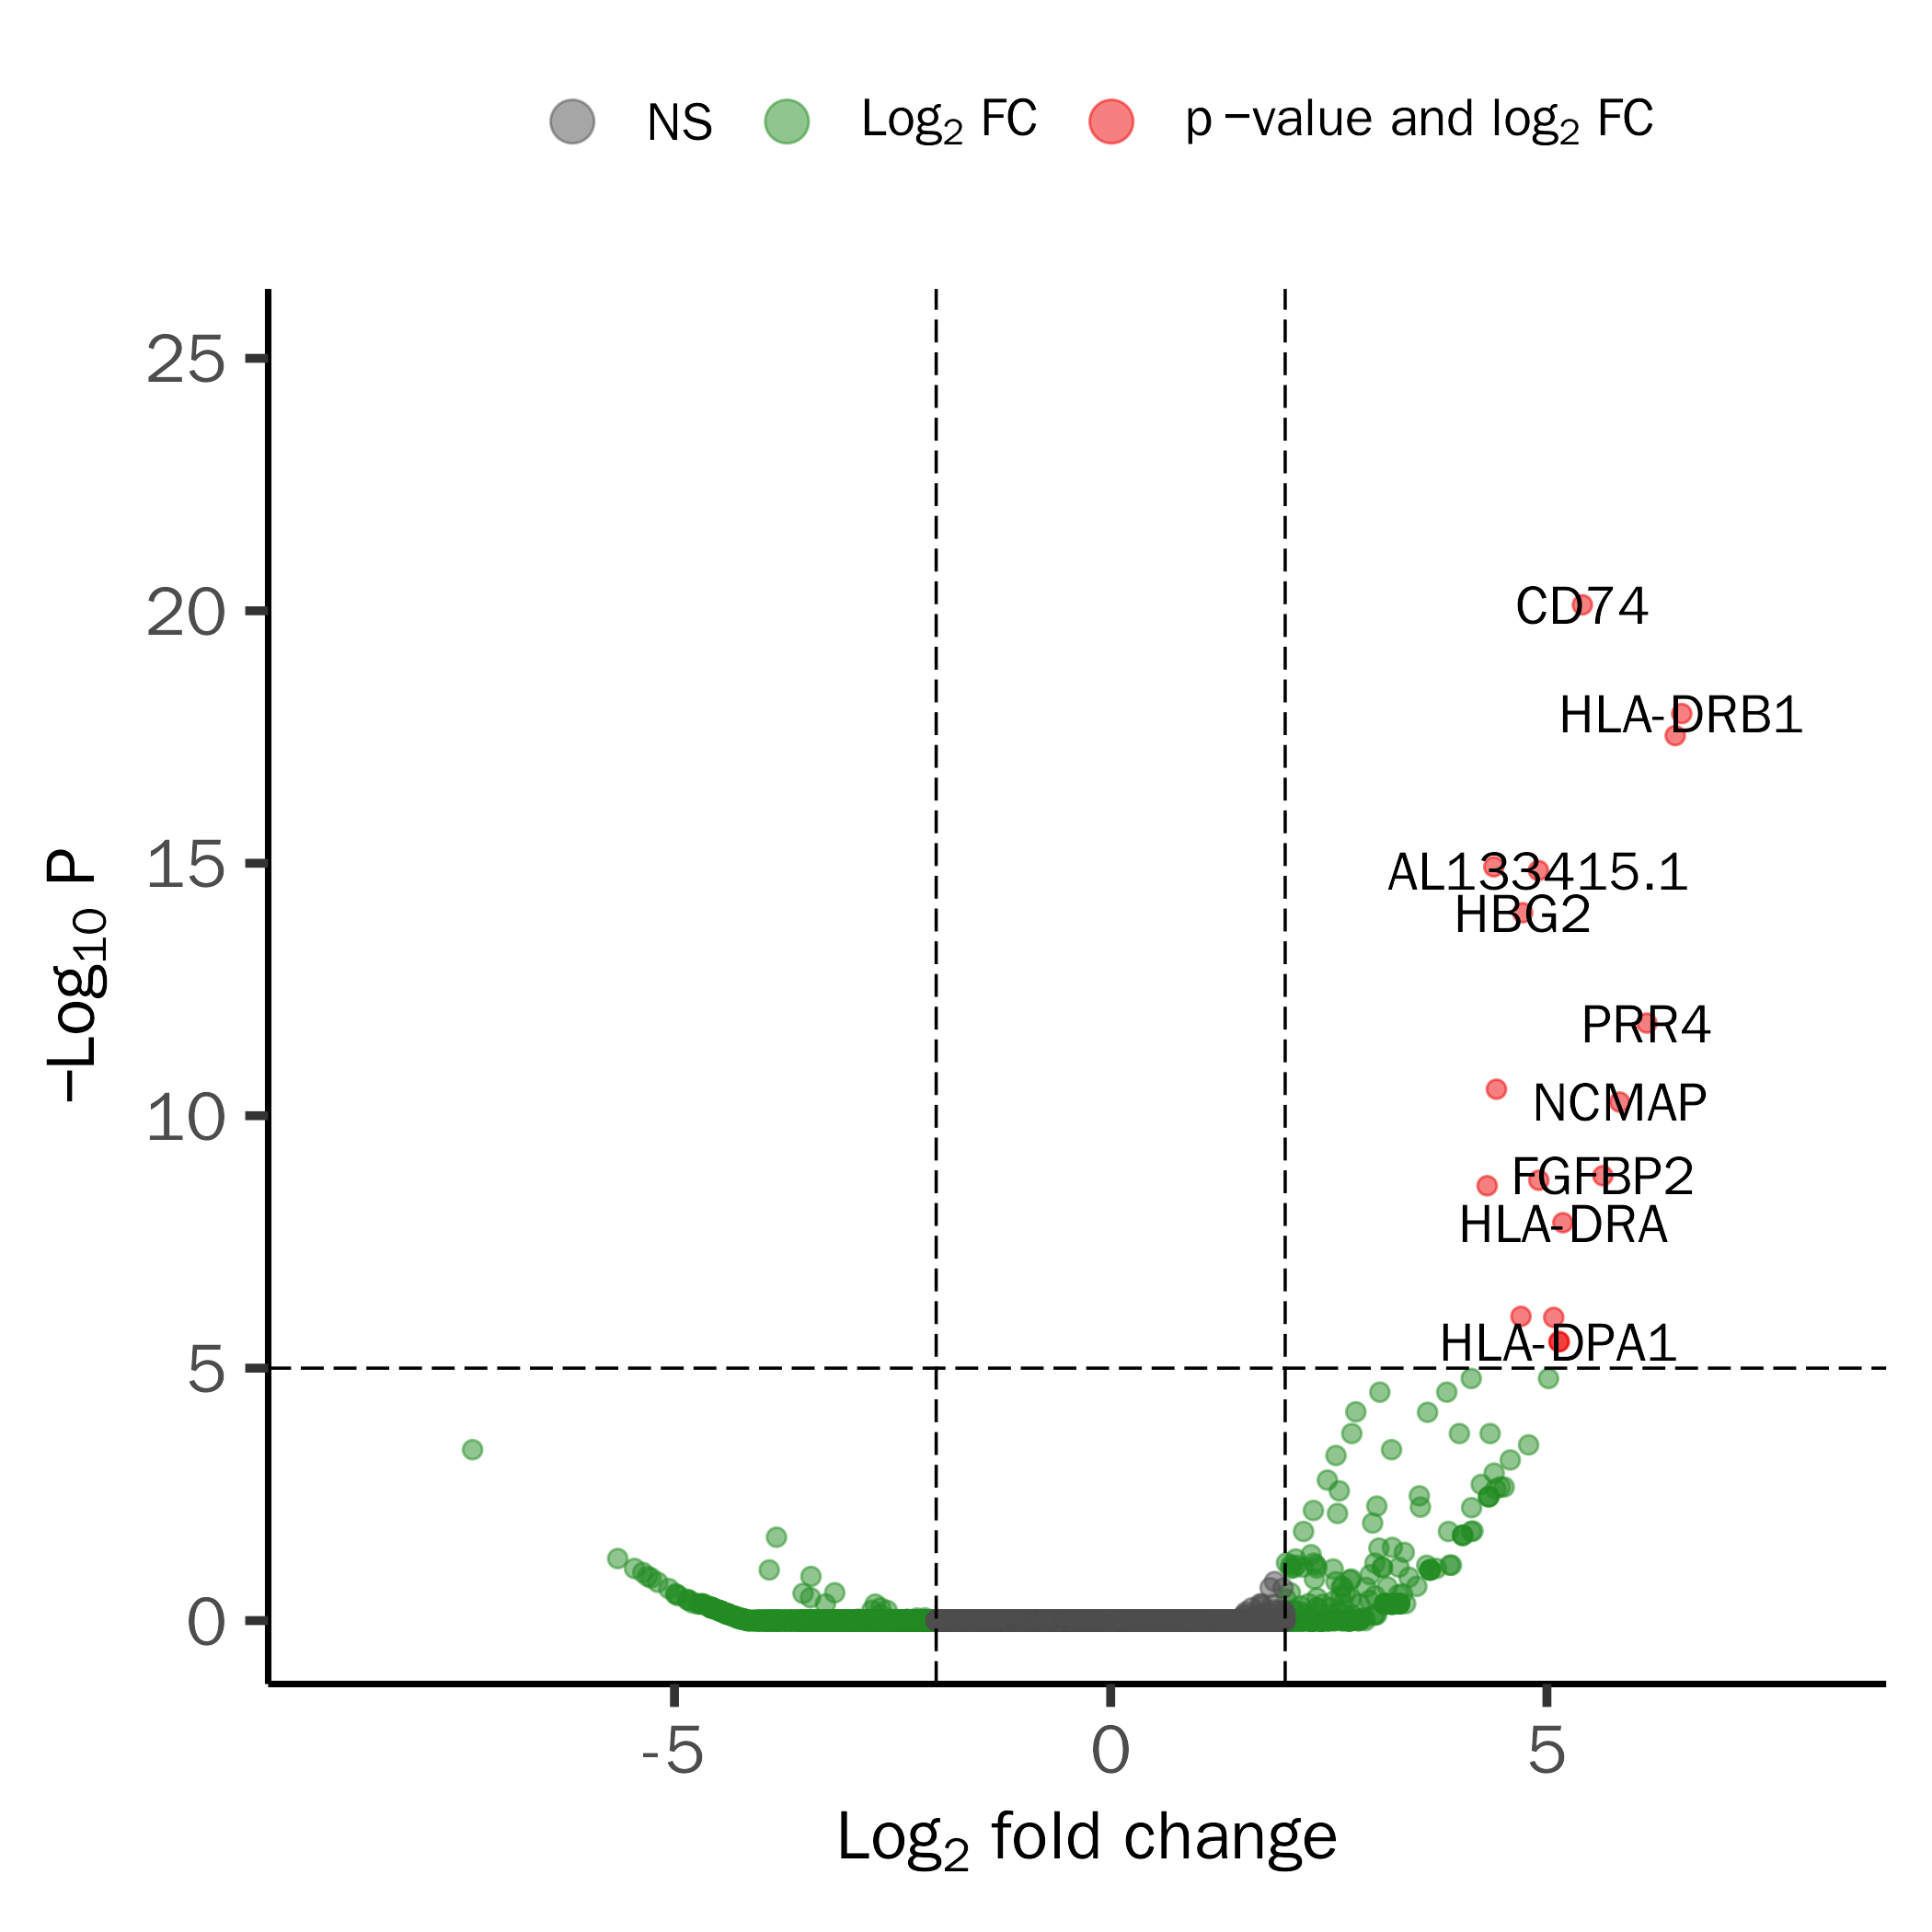 NS Log2 FC p −value and log2 FC
25
20
15
10
5
0
−Log10 P
CD74
HLA-DRB1
AL133415.1
HBG2
PRR4
NCMAP
FGFBP2
HLA-DRA
HLA-DPA1
-5 0 5
Log2 fold change